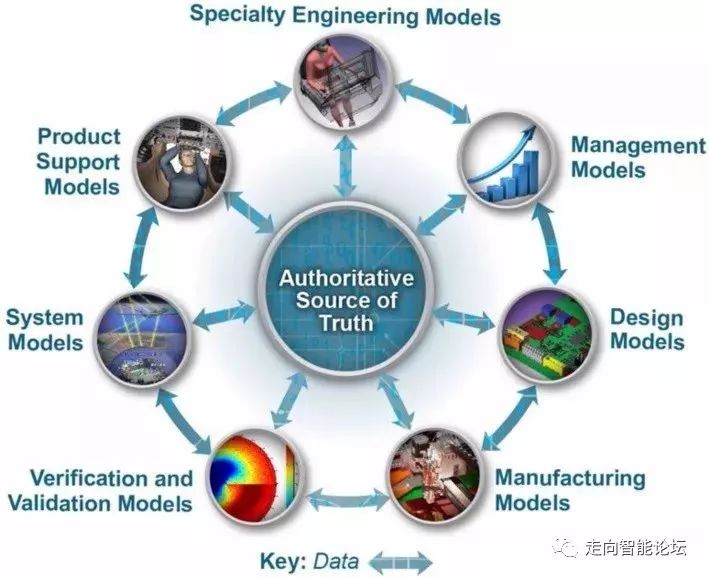 Specialty Engineering Models
Product
Support
Models
Management
Models
Authoritative
Source of
Truth
System
Models
Design
Models
Verification and
Validation Models
Manufacturing
Models
走向智能论坛
Key: Data